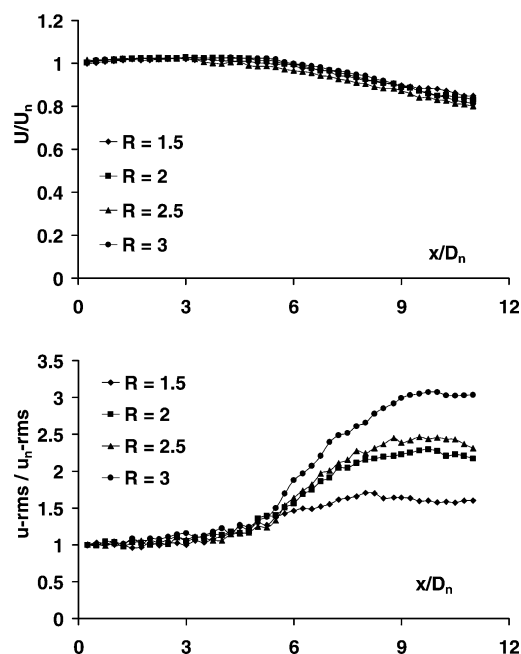 1.2
1
0.8
0.6
0.4
0.2
0
U/Uₙ
R = 1.5
R = 2
R = 2.5
R = 3
x/Dₙ
0 3 6 9 12
3.5
3
2.5
2
1.5
1
0.5
0
u-rms / uₙ-rms
R = 1.5
R = 2
R = 2.5
R = 3
x/Dₙ
0 3 6 9 12